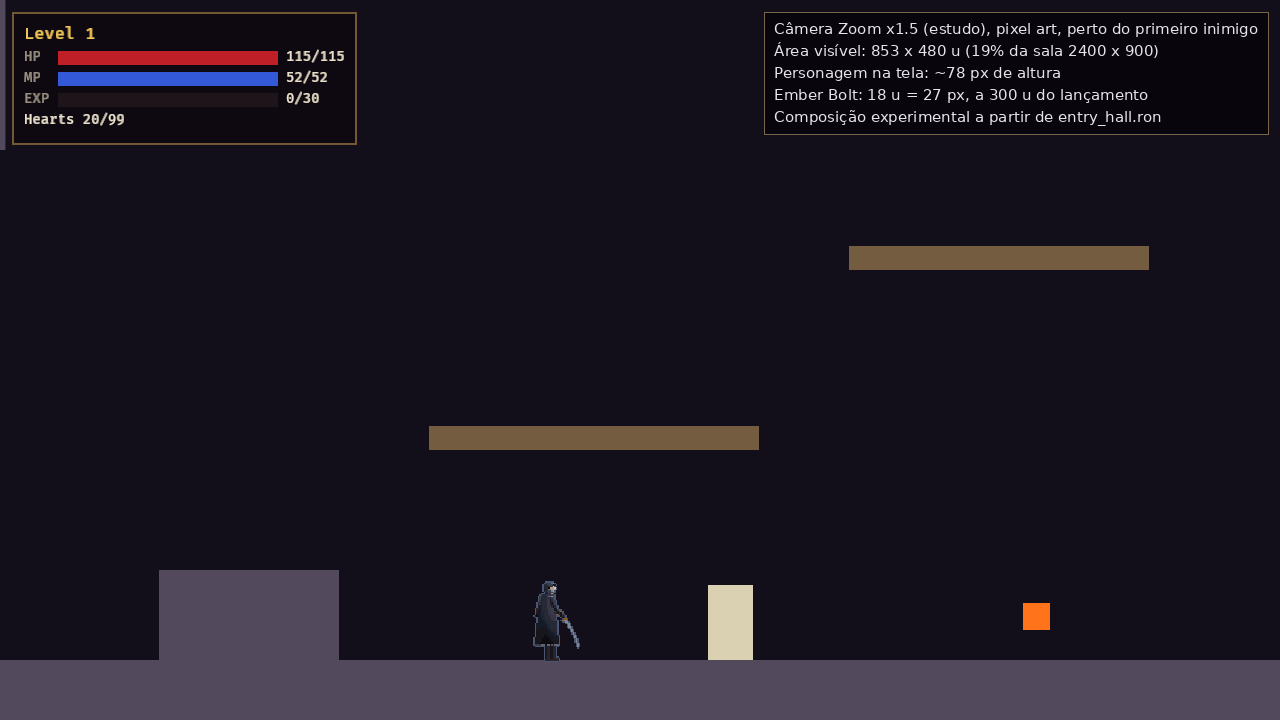 Level 1
HP 115/115
MP 52/52
EXP 0/30
Hearts 20/99
Câmera Zoom x1.5 (estudo), pixel art, perto do primeiro inimigo
Área visível: 853 x 480 u (19% da sala 2400 x 900)
Personagem na tela: ~78 px de altura
Ember Bolt: 18 u = 27 px, a 300 u do lançamento
Composição experimental a partir de entry_hall.ron